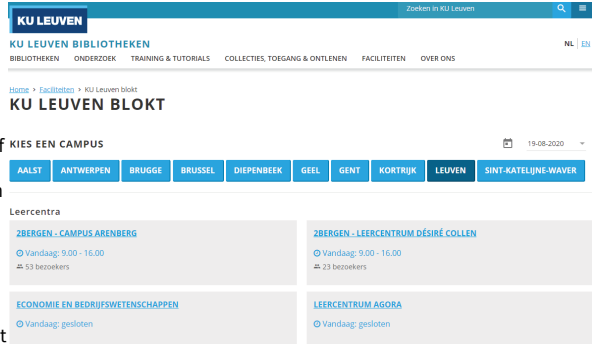 Zoeken in KU Leuven
KU LEUVEN
KU LEUVEN BIBLIOTHEKEN
NL | EN
BIBLIOTHEKEN ONDERZOEK TRAINING & TUTORIALS COLLECTIES, TOEGANG & ONTLENEN FACILITEITEN OVER ONS
Home > Faciliteiten > KU Leuven blokt
KU LEUVEN BLOKT
f
KIES EEN CAMPUS
19-08-2020
AALST ANTWERPEN BRUGGE BRUSSEL DIEPENBEEK GEEL GENT KORTRIJK LEUVEN SINT-KATELIJNE-WAVER
Leercentra
2BERGEN - CAMPUS ARENBERG
Vandaag: 9.00 - 16.00
53 bezoekers
2BERGEN - LEERCENTRUM DÉSIRÉ COLLEN
Vandaag: 9.00 - 16.00
23 bezoekers
ECONOMIE EN BEDRIJFSWETENSCHAPPEN
Vandaag: gesloten
LEERCENTRUM AGORA
Vandaag: gesloten
t